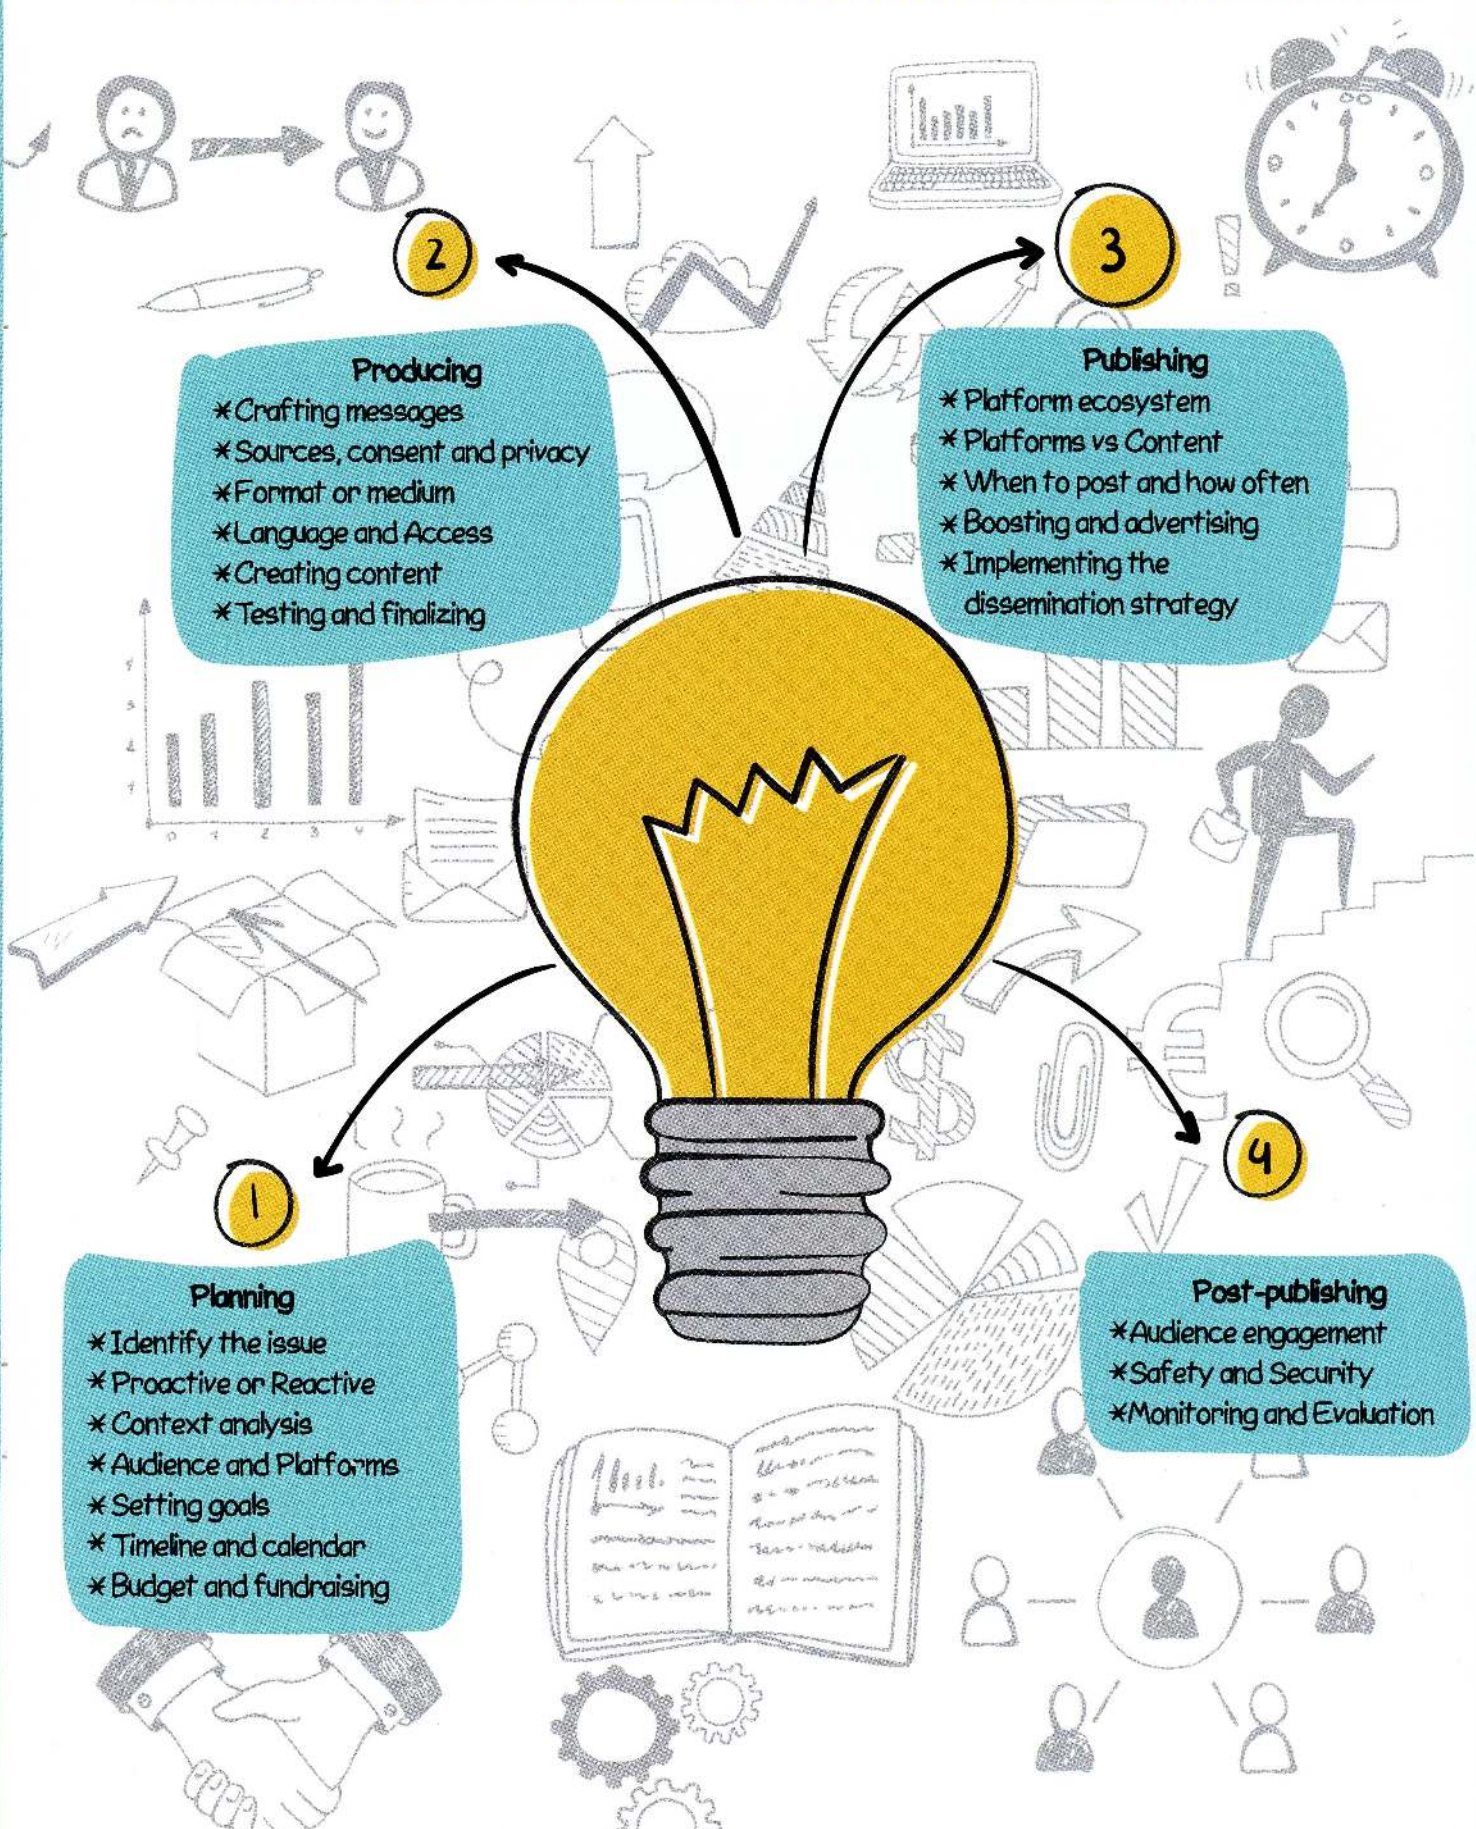 1
Planning
*Identify the issue
*Proactive or Reactive
*Context analysis
*Audience and Platforms
*Setting goals
*Timeline and calendar
*Budget and fundraising
2
Producing
*Crafting messages
*Sources, consent and privacy
*Format or medium
*Language and Access
*Creating content
*Testing and finalizing
3
Publishing
*Platform ecosystem
*Platforms vs Content
*When to post and how often
*Boosting and advertising
*Implementing the
dissemination strategy
4
Post-publishing
*Audience engagement
*Safety and Security
*Monitoring and Evaluation